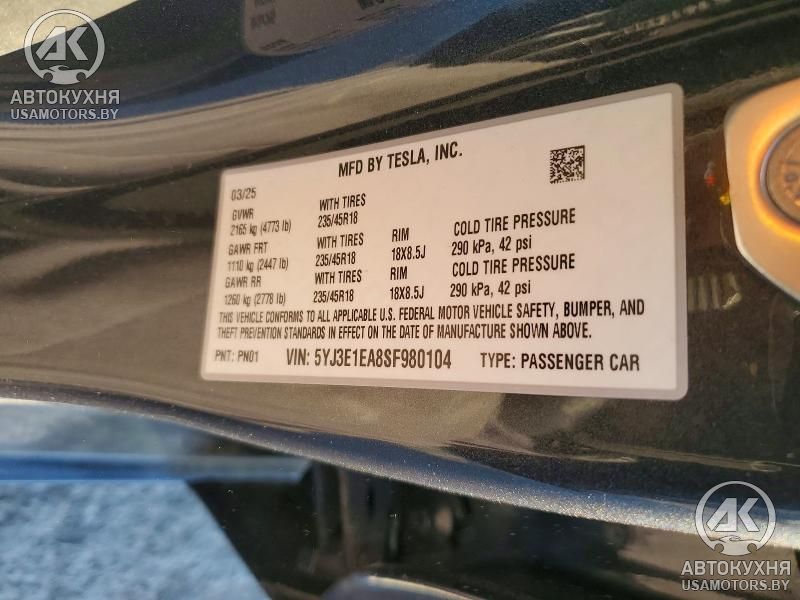 AK
АВТОКУХНЯ
USAMOTORS.BY
MFD BY TESLA, INC.
03/25
GVWR WITH TIRES
2165 kg (4773 lb) 235/45R18
GAWR FRT WITH TIRES RIM COLD TIRE PRESSURE
1110 kg (2447 lb) 235/45R18 18X8.5J 290 kPa, 42 psi
GAWR RR WITH TIRES RIM COLD TIRE PRESSURE
1260 kg (2778 lb) 235/45R18 18X8.5J 290 kPa, 42 psi
THIS VEHICLE CONFORMS TO ALL APPLICABLE U.S. FEDERAL MOTOR VEHICLE SAFETY, BUMPER, AND
THEFT PREVENTION STANDARDS IN EFFECT ON THE DATE OF MANUFACTURE SHOWN ABOVE.
PNT: PN01 VIN: 5YJ3E1EA8SF980104 TYPE: PASSENGER CAR
AK
АВТОКУХНЯ
USAMOTORS.BY